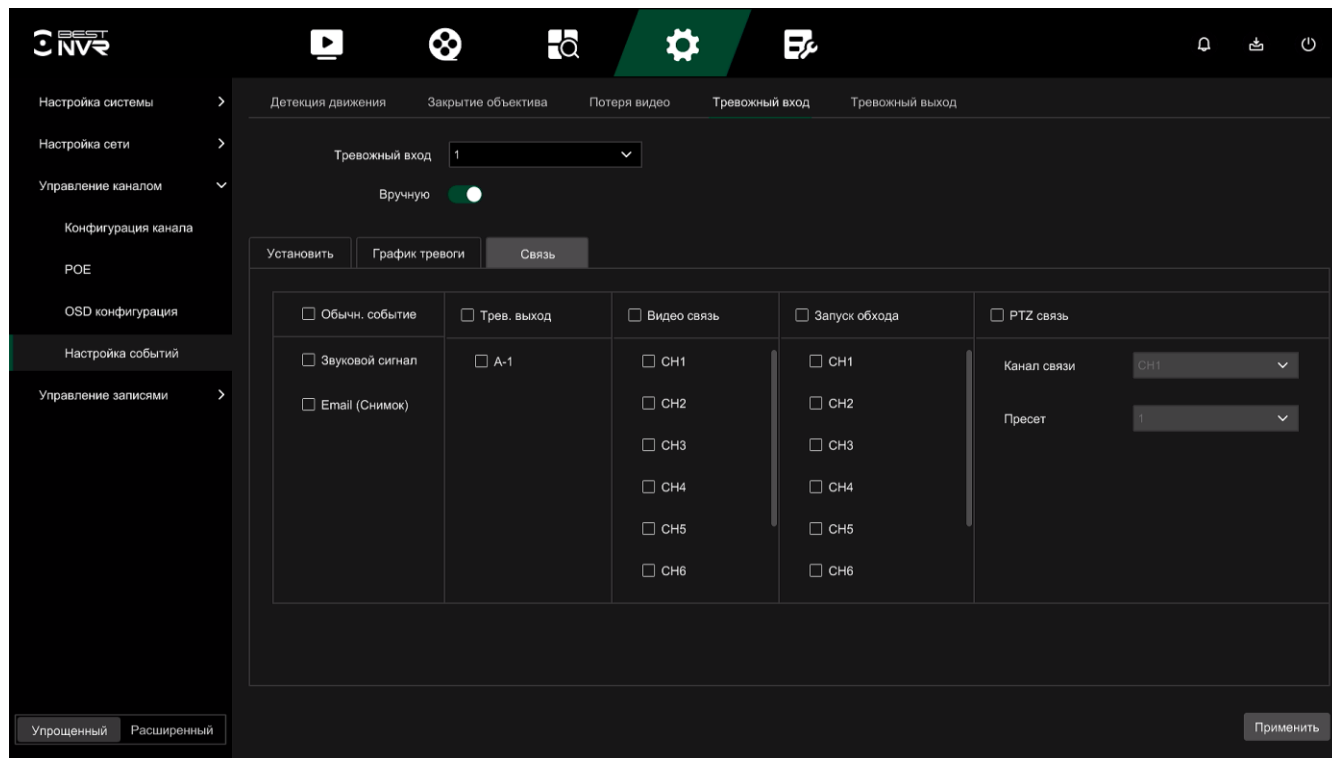 BEST
NVR
Настройка системы
Настройка сети
Управление каналом
Конфигурация канала
POE
OSD конфигурация
Настройка событий
Управление записями
Упрощенный Расширенный
Детекция движения Закрытие объектива Потеря видео Тревожный вход Тревожный выход
Тревожный вход 1
Вручную
Установить График тревоги Связь
Обычн. событие Трев. выход Видео связь Запуск обхода PTZ связь
Звуковой сигнал A-1 CH1 CH1 Канал связи CH1
Email (Снимок) CH2 CH2 Пресет 1
CH3 CH3
CH4 CH4
CH5 CH5
CH6 CH6
Применить